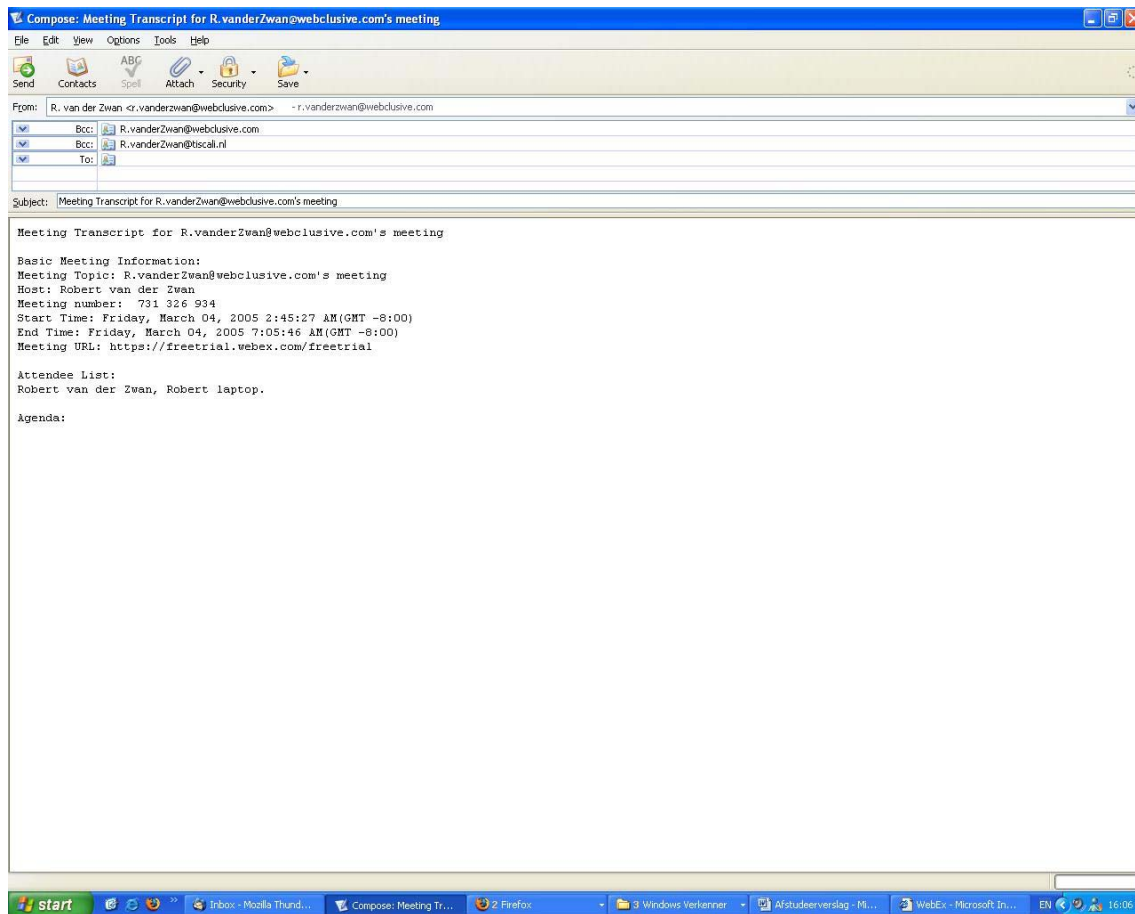 Compose: Meeting Transcript for R.vanderZwan@webclusive.com's meeting
File Edit View Options Tools Help
Send Contacts Spell Attach Security Save
From: R. van der Zwan <r.vanderzwan@webclusive.com> - r.vanderzwan@webclusive.com
Bcc: R.vanderZwan@webclusive.com
Bcc: R.vanderZwan@tiscali.nl
To:
Subject: Meeting Transcript for R.vanderZwan@webclusive.com's meeting
Meeting Transcript for R.vanderZwan@webclusive.com's meeting
Basic Meeting Information:
Meeting Topic: R.vanderZwan@webclusive.com's meeting
Host: Robert van der Zwan
Meeting number: 731 326 934
Start Time: Friday, March 04, 2005 2:45:27 AM(GMT -8:00)
End Time: Friday, March 04, 2005 7:05:46 AM(GMT -8:00)
Meeting URL: https://freetrial.webex.com/freetrial
Attendee List:
Robert van der Zwan, Robert laptop.
Agenda:
start Inbox - Mozilla Thund... Compose: Meeting Tr... 2 Firefox 3 Windows Verkenner Afstudeerverslag - Mi... WebEx - Microsoft In... EN 16:06